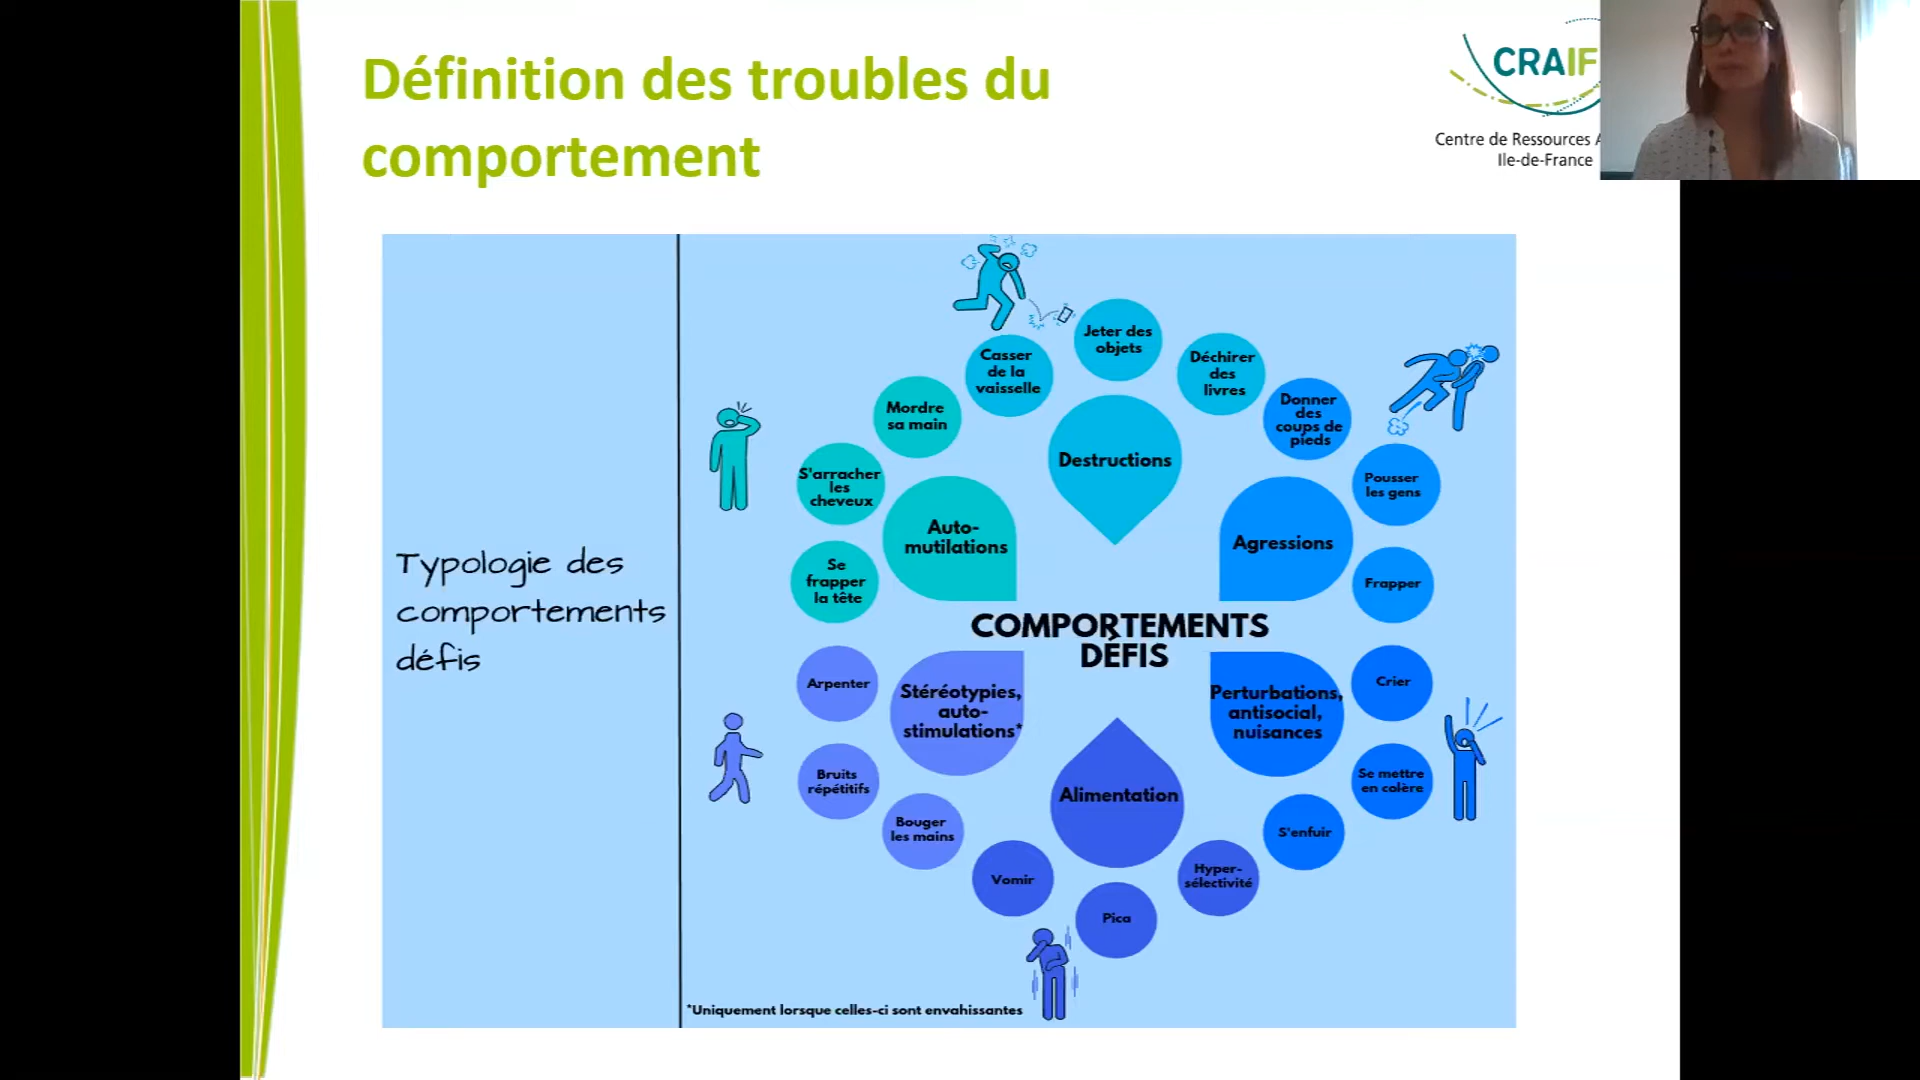 Définition des troubles du
comportement
CRAIF
Centre de Ressources
Ile-de-France
Typologie des
comportements
défis
Jeter des
objets
Casser
de la
vaisselle
Déchirer
des
livres
Mordre
sa main
Donner
des
coups de
pieds
Destructions
S'arracher
les
cheveux
Pousser
les gens
Auto-
mutilations
Agressions
Se
frapper
la tête
Frapper
COMPORTEMENTS
DÉFIS
Arpenter
Stéréotypies,
auto-
stimulations*
Perturbations,
antisocial,
nuisances
Crier
Bruits
répétitifs
Alimentation
Se mettre
en colère
Bouger
les mains
S'enfuir
Vomir
Pica
Hyper-
sélectivité
*Uniquement lorsque celles-ci sont envahissantes